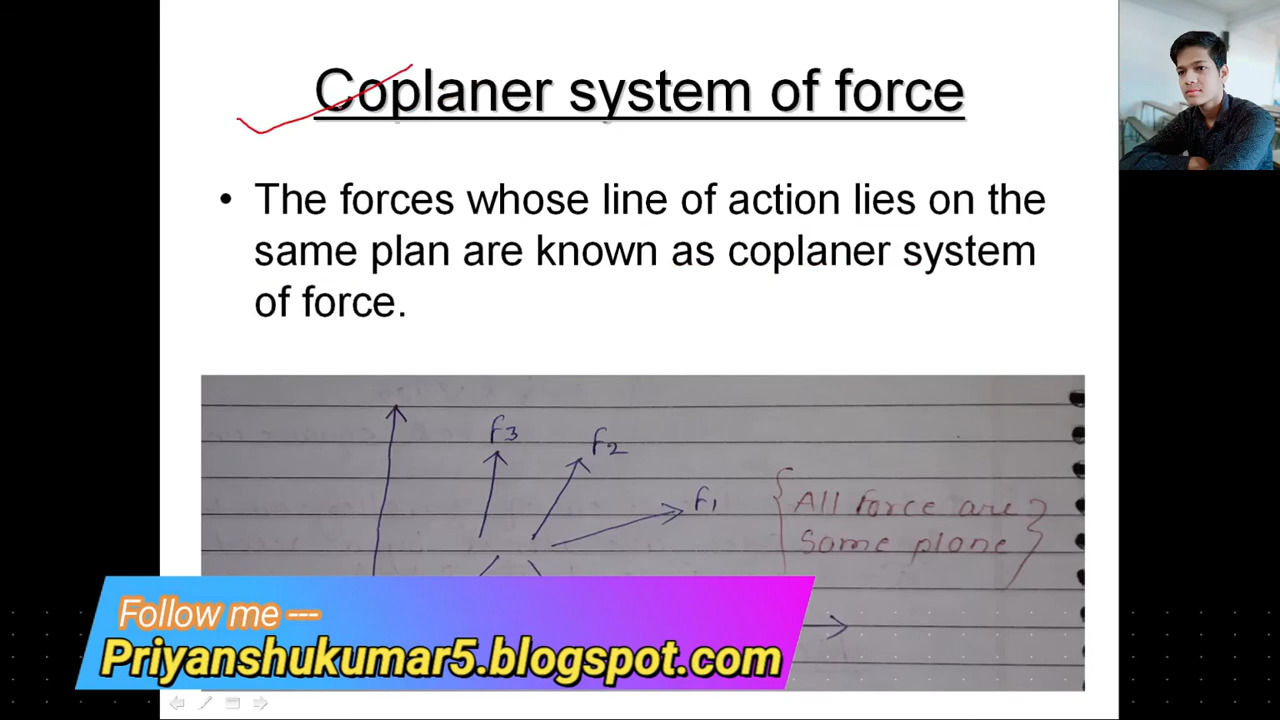 Coplaner system of force
• The forces whose line of action lies on the
same plan are known as coplaner system
of force.
F3
F2
F1
{All force are}
Same plane
Follow me ---
Priyanshukumar5.blogspot.com